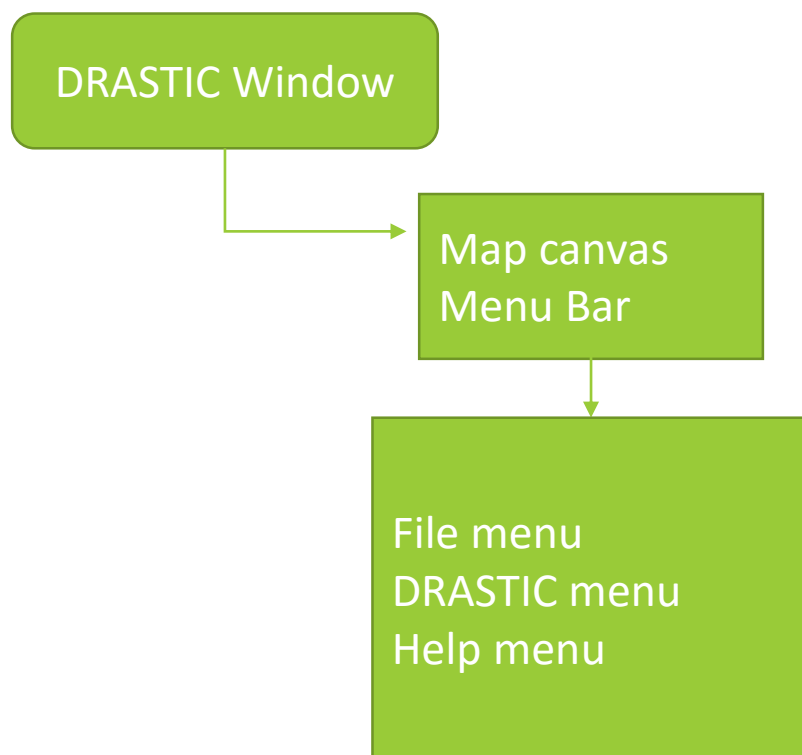 DRASTIC Window
Map canvas
Menu Bar
File menu
DRASTIC menu
Help menu